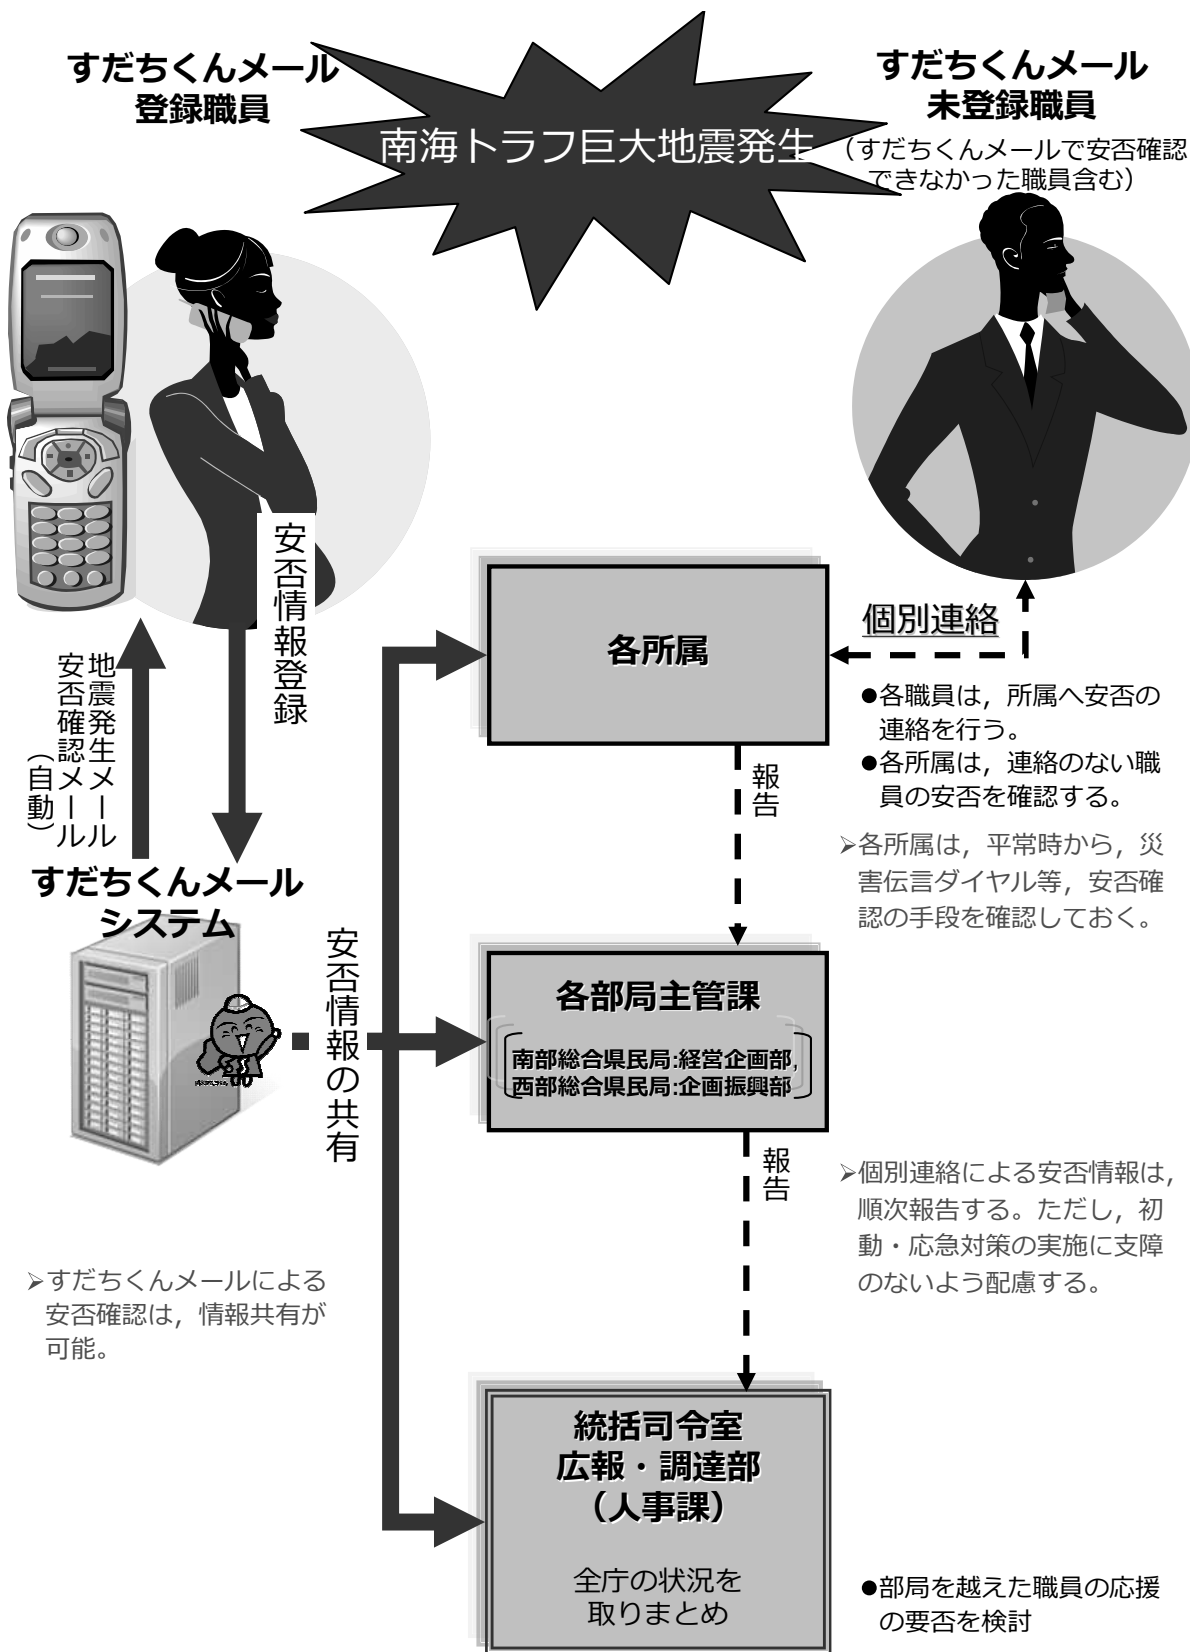 すだちくんメール
登録職員
南海トラフ巨大地震発生
すだちくんメール
未登録職員
（すだちくんメールで安否確認
できなかった職員含む）
安否情報登録
地震発生メール
安否確認メール
（自動）
すだちくんメール
システム
安否情報の共有
➢すだちくんメールによる
安否確認は，情報共有が
可能。
各所属
個別連絡
●各職員は，所属へ安否の
連絡を行う。
●各所属は，連絡のない職
員の安否を確認する。
➢各所属は，平常時から，災
害伝言ダイヤル等，安否確
認の手段を確認しておく。
報告
各部局主管課
南部総合県民局:経営企画部,
西部総合県民局:企画振興部
報告
➢個別連絡による安否情報は，
順次報告する。ただし，初
動・応急対策の実施に支障
のないよう配慮する。
統括司令室
広報・調達部
（人事課）
全庁の状況を
取りまとめ
●部局を越えた職員の応援
の要否を検討